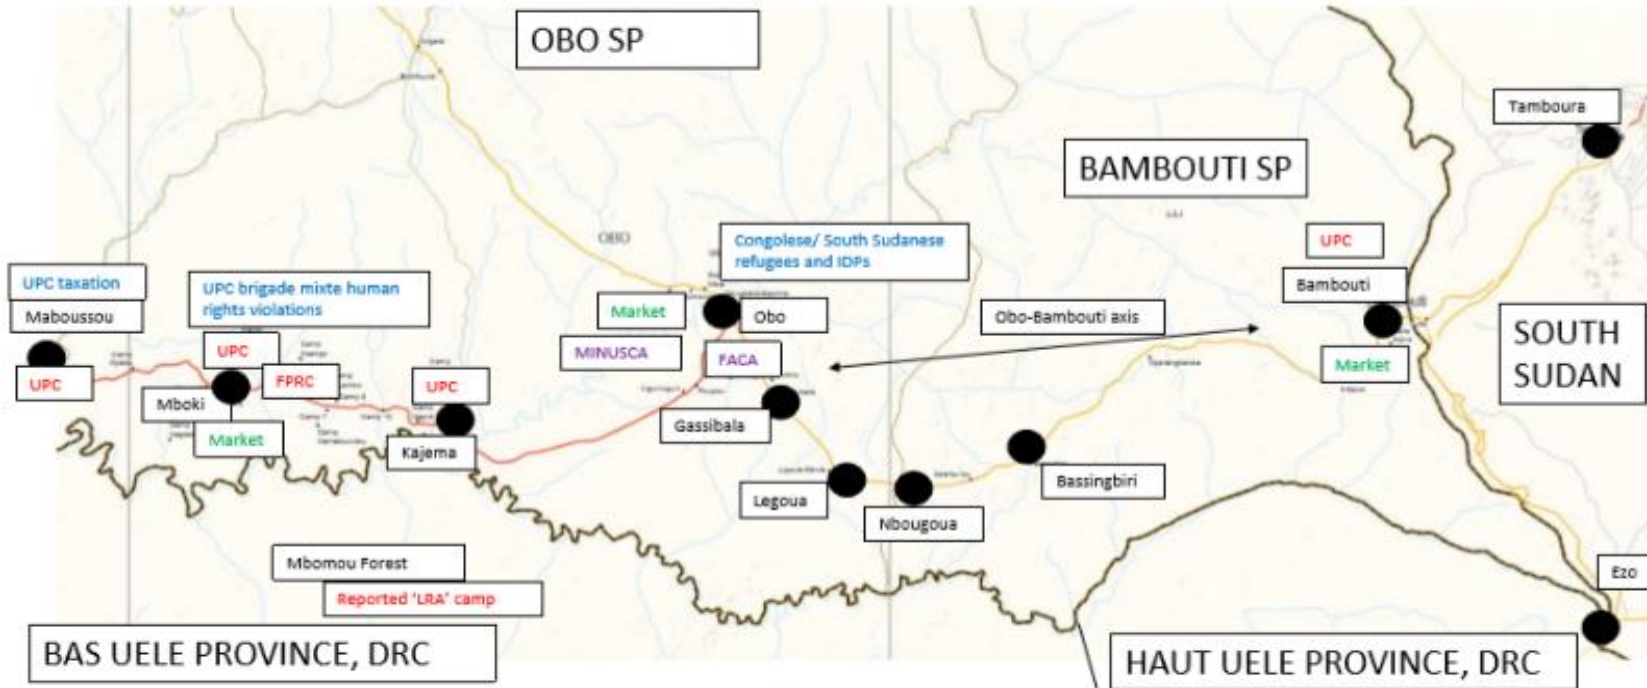 OBO SP
Tamboura
BAMBOUTI SP
OBO
Congolese/ South Sudanese
refugees and IDPs
UPC
UPC taxation
UPC brigade mixte human
rights violations
Bambouti
Maboussou
Market
Obo
Obo-Bambouti axis
SOUTH
SUDAN
MINUSCA
FACA
UPC
UPC
FPRC
UPC
Market
Mboki
Gassibala
Market
Kajema
Bassingbiri
Legoua
Nbougoua
Mbomou Forest
Ezo
Reported 'LRA' camp
BAS UELE PROVINCE, DRC
HAUT UELE PROVINCE, DRC